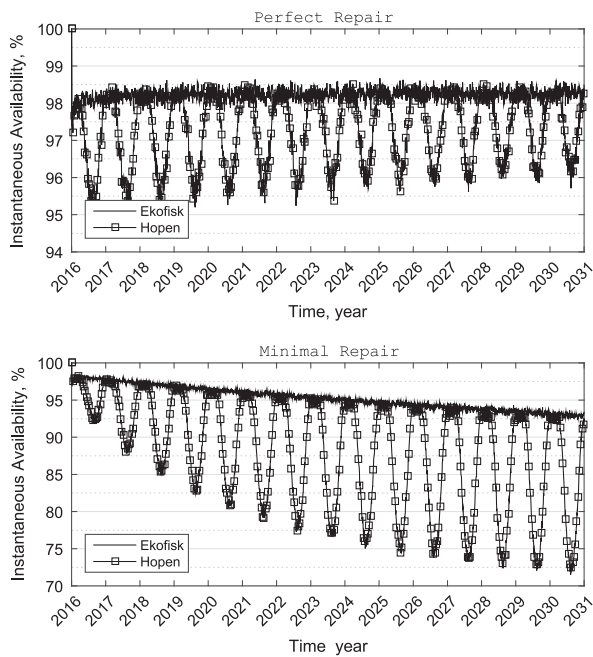 Perfect Repair
100
99
98
97
96
95
94
Instantaneous Availability, %
Ekofisk
Hopen
2016 2017 2018 2019 2020 2021 2022 2023 2024 2025 2026 2027 2028 2029 2030 2031
Time, year
Minimal Repair
100
95
90
85
80
75
70
Instantaneous Availability, %
Ekofisk
Hopen
2016 2017 2018 2019 2020 2021 2022 2023 2024 2025 2026 2027 2028 2029 2030 2031
Time year